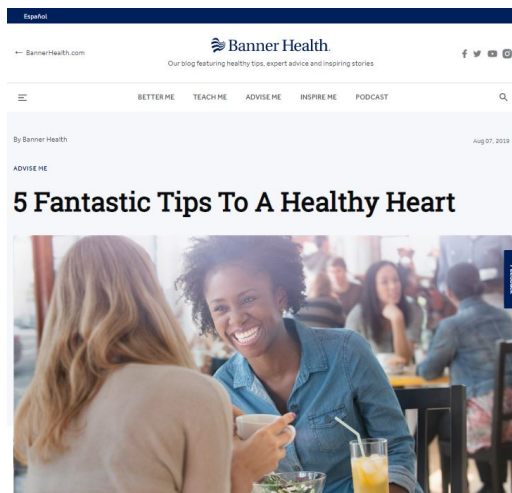 Español
← BannerHealth.com
Banner Health.
Our blog featuring healthy tips, expert advice and inspiring stories
BETTER ME TEACH ME ADVISE ME INSPIRE ME PODCAST
By Banner Health
Aug 07, 2019
ADVISE ME
5 Fantastic Tips To A Healthy Heart